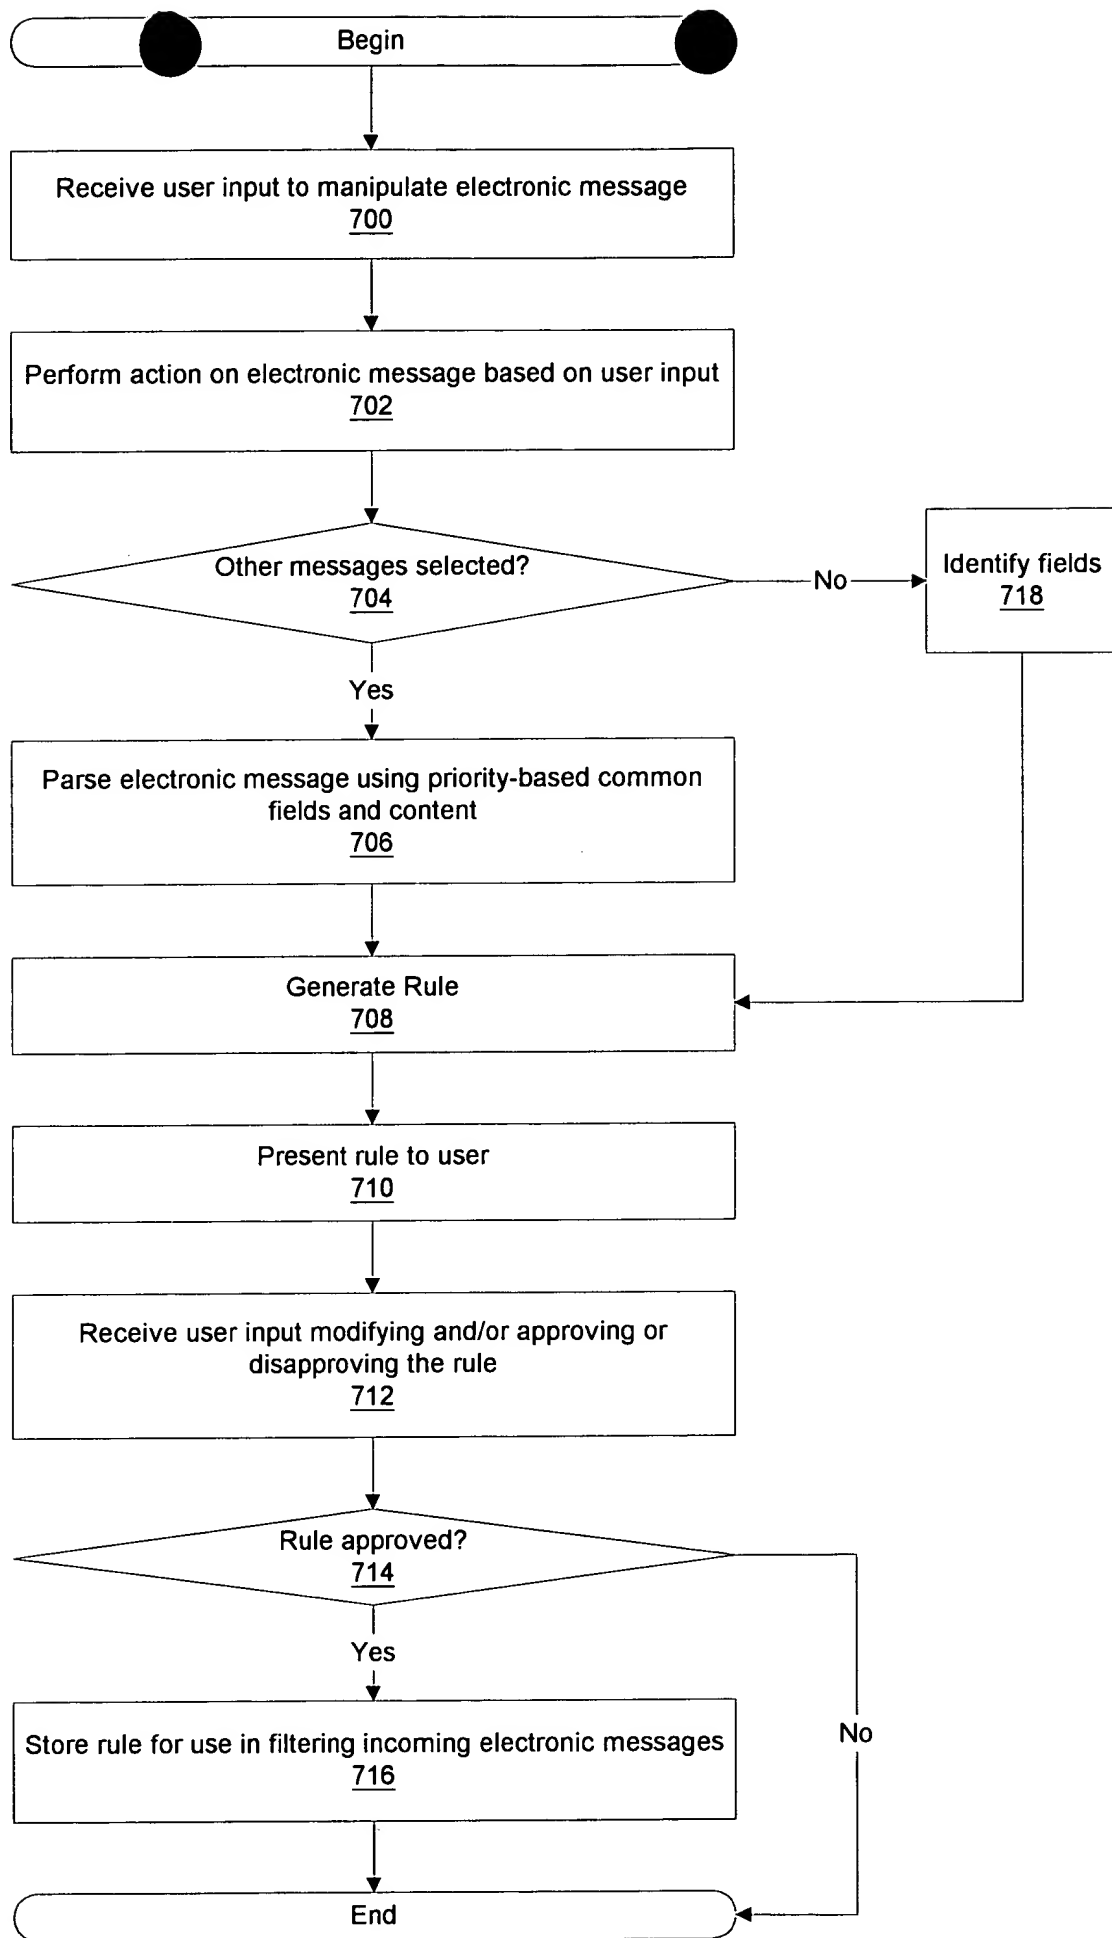 Begin
Receive user input to manipulate electronic message
700
Perform action on electronic message based on user input
702
Other messages selected?
704
No
Identify fields
718
Yes
Parse electronic message using priority-based common
fields and content
706
Generate Rule
708
Present rule to user
710
Receive user input modifying and/or approving or
disapproving the rule
712
Rule approved?
714
Yes
Store rule for use in filtering incoming electronic messages
716
No
End